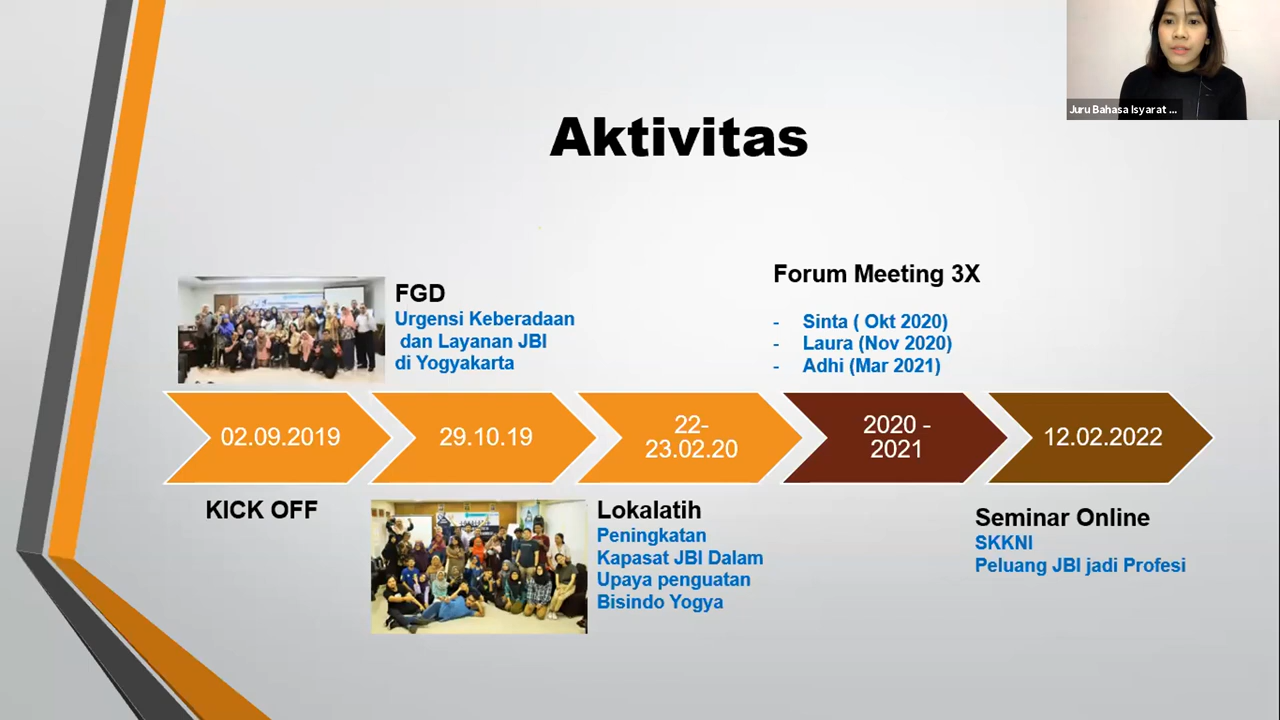 Juru Bahasa Isyarat ...
Aktivitas
FGD
Urgensi Keberadaan
dan Layanan JBI
di Yogyakarta
Forum Meeting 3X
- Sinta ( Okt 2020)
- Laura (Nov 2020)
- Adhi (Mar 2021)
02.09.2019
29.10.19
22-
23.02.20
2020 -
2021
12.02.2022
KICK OFF
Lokalatih
Peningkatan
Kapasat JBI Dalam
Upaya penguatan
Bisindo Yogya
Seminar Online
SKKNI
Peluang JBI jadi Profesi